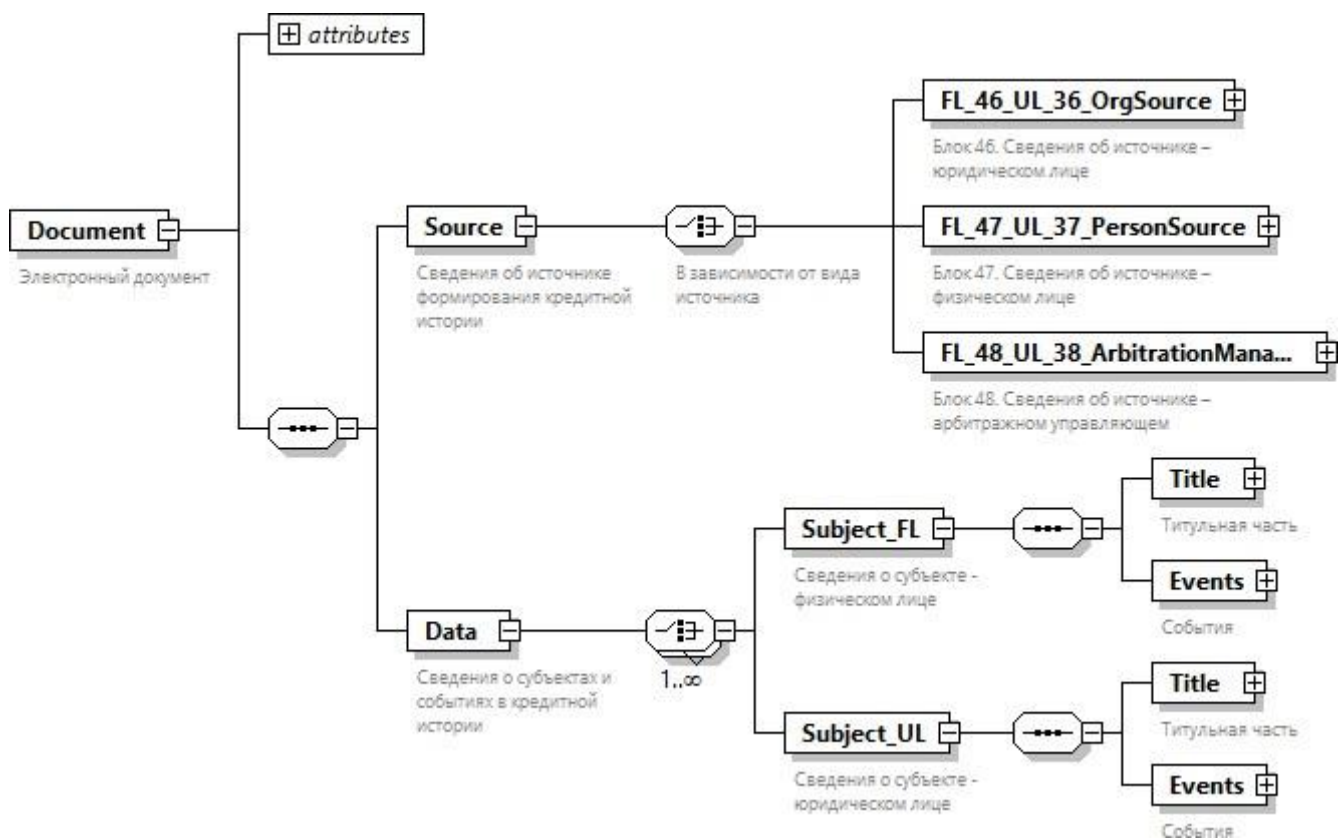 attributes
Document
Электронный документ
Source
Сведения об источнике
формирования кредитной
истории
В зависимости от вида
источника
FL_46_UL_36_OrgSource
Блок 46. Сведения об источнике –
юридическом лице
FL_47_UL_37_PersonSource
Блок 47. Сведения об источнике –
физическом лице
FL_48_UL_38_ArbitrationMana...
Блок 48. Сведения об источнике –
арбитражном управляющем
Data
Сведения о субъектах и
событиях в кредитной
истории
1..∞
Subject_FL
Сведения о субъекте -
физическом лице
Title
Титульная часть
Events
События
Subject_UL
Сведения о субъекте -
юридическом лице
Title
Титульная часть
Events
События